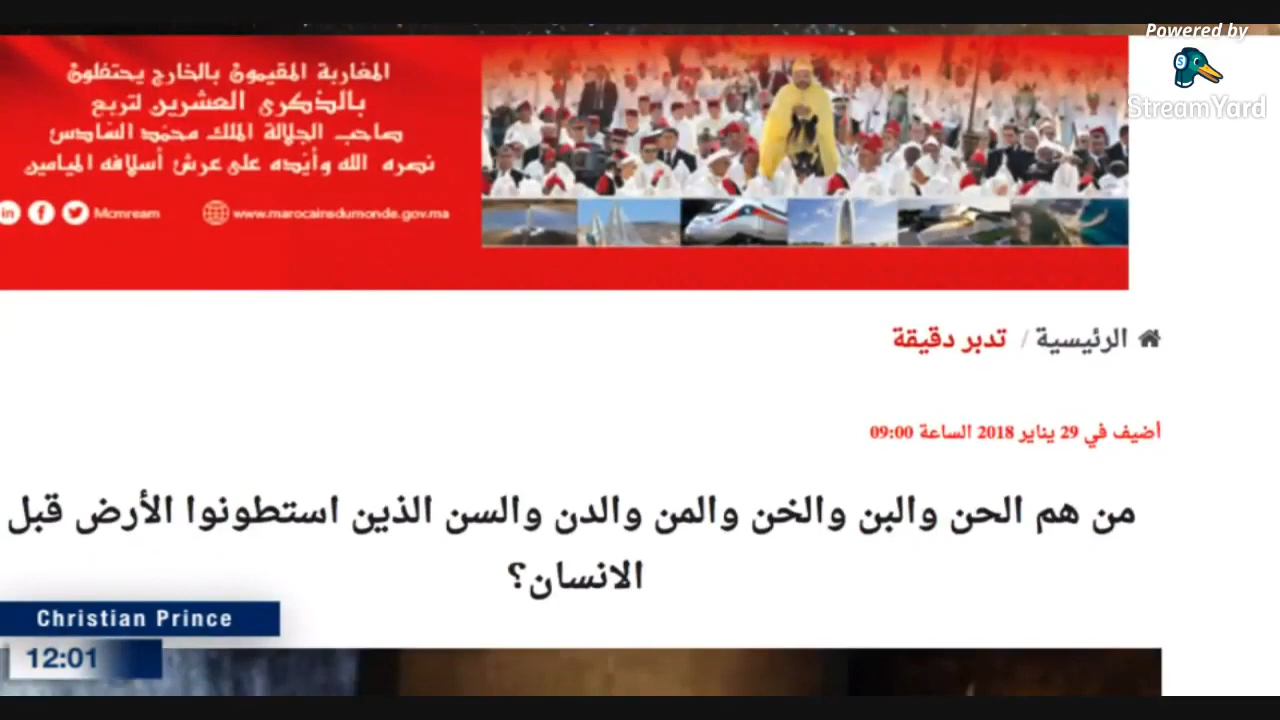 Powered by
StreamYard
المغاربة المقيمون بالخارج يحتفلون
بالذكرى العشرين لتربع
صاحب الجلالة الملك محمد السادس
نصره الله وأيده على عرش أسلافه الميامين
in f Mcmream www.marocainsdumonde.gov.ma
الرئيسية / تدبر دقيقة
أضيف في 29 يناير 2018 الساعة 09:00
من هم الحن والبن والخن والمن والدن والسن الذين استطونوا الأرض قبل
الانسان؟
Christian Prince
12:01